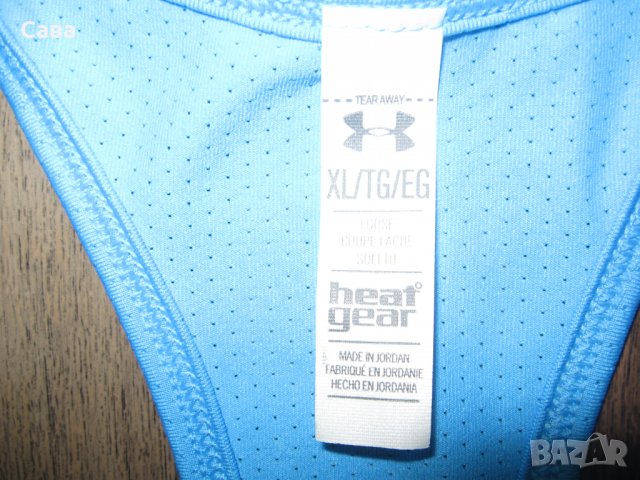 Сава
TEAR AWAY
XL/TG/EG
LOOSE
COUPE LÂCHE
SUELTO
heat
gear
MADE IN JORDAN
FABRIQUÉ EN JORDANIE
HECHO EN JORDANIA
BAZAR
.bg